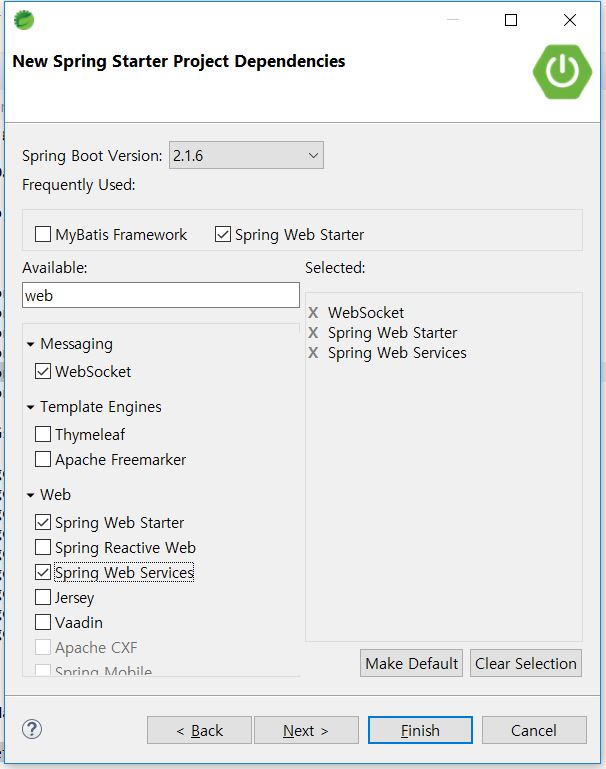 New Spring Starter Project Dependencies
Spring Boot Version: 2.1.6
Frequently Used:
MyBatis Framework Spring Web Starter
Available: Selected:
web
Messaging
WebSocket
Template Engines
Thymeleaf
Apache Freemarker
Web
Spring Web Starter
Spring Reactive Web
Spring Web Services
Jersey
Vaadin
Apache CXF
Spring Mobile
X WebSocket
X Spring Web Starter
X Spring Web Services
Make Default Clear Selection
? < Back Next > Finish Cancel